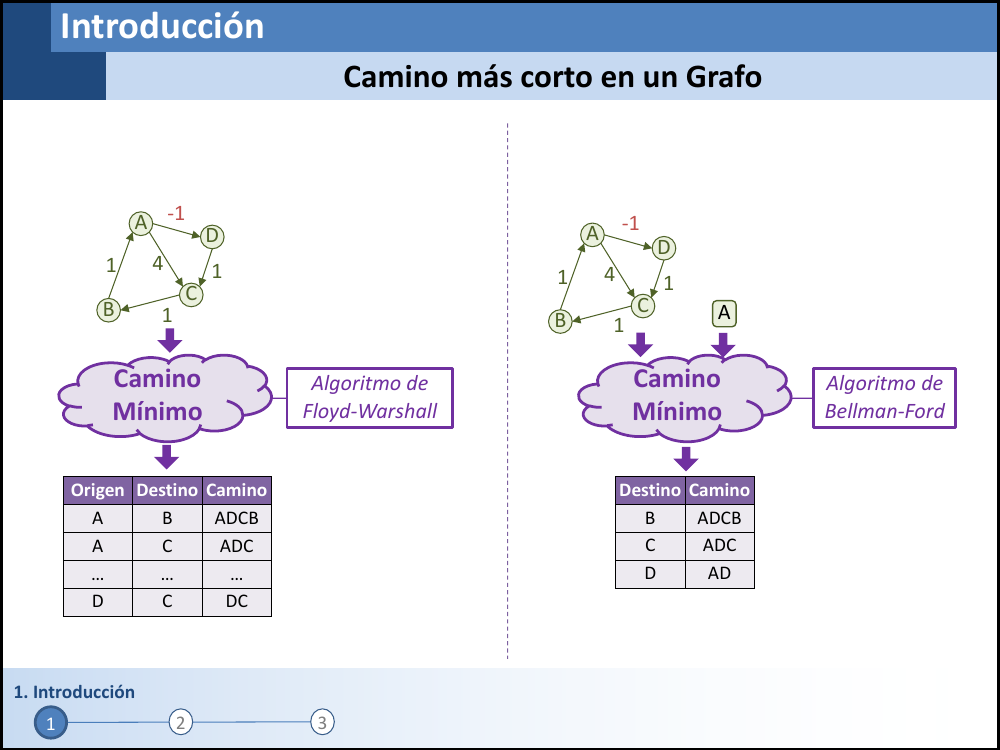 Introducción
Camino más corto en un Grafo
A
-1
D
1
4
1
C
B
1
Camino
Mínimo
Algoritmo de
Floyd-Warshall
Origen Destino Camino
A B ADCB
A C ADC
... ... ...
D C DC
A
-1
D
1
4
1
C
B
1
A
Camino
Mínimo
Algoritmo de
Bellman-Ford
Destino Camino
B ADCB
C ADC
D AD
1. Introducción
1 2 3